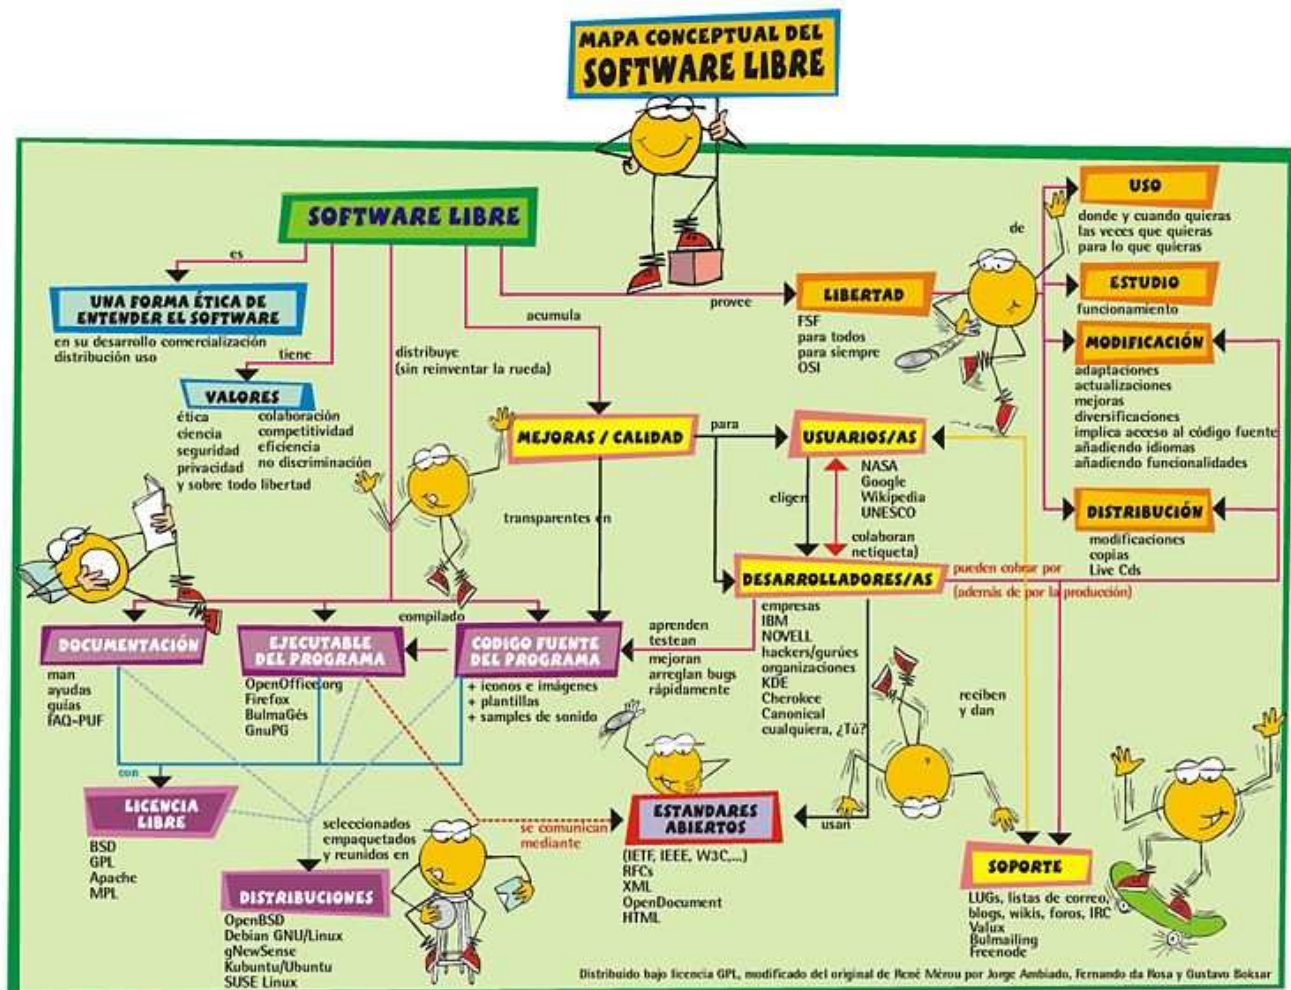 MAPA CONCEPTUAL DEL
SOFTWARE LIBRE
SOFTWARE LIBRE
es
UNA FORMA ÉTICA DE
ENTENDER EL SOFTWARE
en su desarrollo comercialización
distribución uso
tiene
VALORES
ética
ciencia
seguridad
privacidad
colaboración
competitividad
eficiencia
no discriminación
y sobre todo libertad
distribuye
(sin reinventar la rueda)
acumula
provee
LIBERTAD
FSF
para todos
para siempre
OSI
de
USO
donde y cuando quieras
las veces que quieras
para lo que quieras
ESTUDIO
funcionamiento
MODIFICACIÓN
adaptaciones
actualizaciones
mejoras
diversificaciones
implica acceso al código fuente
añadiendo idiomas
añadiendo funcionalidades
DISTRIBUCIÓN
modificaciones
copias
Live Cds
MEJORAS / CALIDAD
para
transparentes en
USUARIOS/AS
NASA
Google
Wikipedia
UNESCO
eligen
colaboran
netiqueta)
DESARROLLADORES/AS
empresas
IBM
NOVELL
hackers/gurúes
organizaciones
KDE
Cherokee
Canonical
cualquiera, ¿Tú?
pueden cobrar por
(además de por la producción)
aprenden
testean
mejoran
arreglan bugs
rápidamente
DOCUMENTACIÓN
man
ayudas
guías
FAQ-PUF
compilado
EJECUTABLE
DEL PROGRAMA
OpenOffice.org
Firefox
BulmaGés
GnuPG
CODIGO FUENTE
DEL PROGRAMA
+ iconos e imágenes
+ plantillas
+ samples de sonido
con
LICENCIA
LIBRE
BSD
GPL
Apache
MPL
seleccionados
empaquetados
y reunidos en
DISTRIBUCIONES
OpenBSD
Debian GNU/Linux
gNewSense
Kubuntu/Ubuntu
SUSE Linux
se comunican
mediante
ESTANDARES
ABIERTOS
(IETF, IEEE, W3C,...)
RFCs
XML
OpenDocument
HTML
usan
reciben
y dan
SOPORTE
LUGs, listas de correo,
blogs, wikis, foros, IRC
Valux
Bulmailing
Freenode
Distribuido bajo licencia GPL, modificado del original de René Mérou por Jorge Ambiado, Fernando da Rosa y Gustavo Boksar